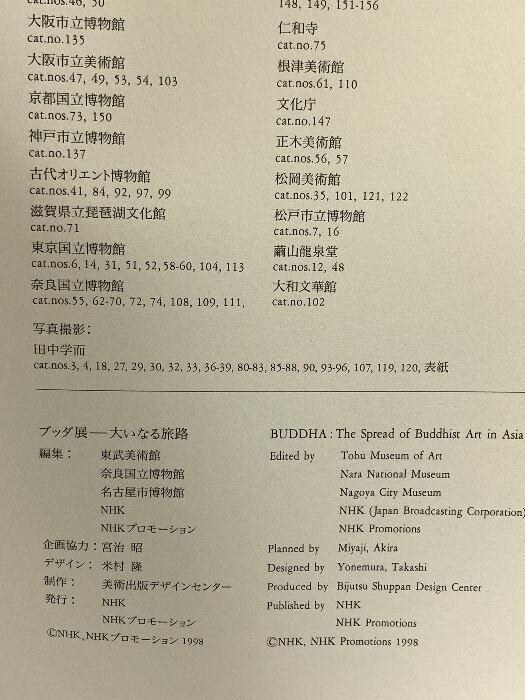 cat.nos.46, 50
大阪市立博物館
cat.no.135
大阪市立美術館
cat.nos.47, 49, 53, 54, 103
京都国立博物館
cat.nos.73, 150
神戸市立博物館
cat.no.137
古代オリエント博物館
cat.nos.41, 84, 92, 97, 99
滋賀県立琵琶湖文化館
cat.no.71
東京国立博物館
cat.nos.6, 14, 31, 51, 52, 58-60, 104, 113
奈良国立博物館
cat.nos.55, 62-70, 72, 74, 108, 109, 111,
148, 149, 151-156
仁和寺
cat.no.75
根津美術館
cat.nos.61, 110
文化庁
cat.no.147
正木美術館
cat.nos.56, 57
松岡美術館
cat.nos.35, 101, 121, 122
松戸市立博物館
cat.nos.7, 16
繭山龍泉堂
cat.nos.12, 48
大和文華館
cat.no.102
写真撮影：
田中学而
cat.nos.3, 4, 18, 27, 29, 30, 32, 33, 36-39, 80-83, 85-88, 90, 93-96, 107, 119, 120, 表紙
ブッダ展—大いなる旅路
編集： 東武美術館
奈良国立博物館
名古屋市博物館
NHK
NHKプロモーション
企画協力：宮治 昭
デザイン： 米村 隆
制作： 美術出版デザインセンター
発行： NHK
NHKプロモーション
©NHK、NHKプロモーション 1998
BUDDHA : The Spread of Buddhist Art in Asia
Edited by Tobu Museum of Art
Nara National Museum
Nagoya City Museum
NHK (Japan Broadcasting Corporation)
NHK Promotions
Planned by Miyaji, Akira
Designed by Yonemura, Takashi
Produced by Bijutsu Shuppan Design Center
Published by NHK
NHK Promotions
©NHK, NHK Promotions 1998